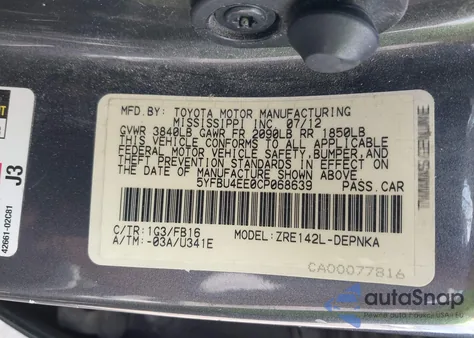 MFD.BY: TOYOTA MOTOR MANUFACTURING
MISSISSIPPI INC. 07/12
GVWR 3840LB GAWR FR 2090LB RR 1850LB
THIS VEHICLE CONFORMS TO ALL APPLICABLE
FEDERAL MOTOR VEHICLE SAFETY,BUMPER,AND
THEFT PREVENTION STANDARDS IN EFFECT ON
THE DATE OF MANUFACTURE SHOWN ABOVE.
5YFBU4EE0CP068639 PASS.CAR
C/TR:1G3/FB16 MODEL:ZRE142L-DEPNKA
A/TM:-03A/U341E
CA00077816
J3
42661-02C81
autoSnap